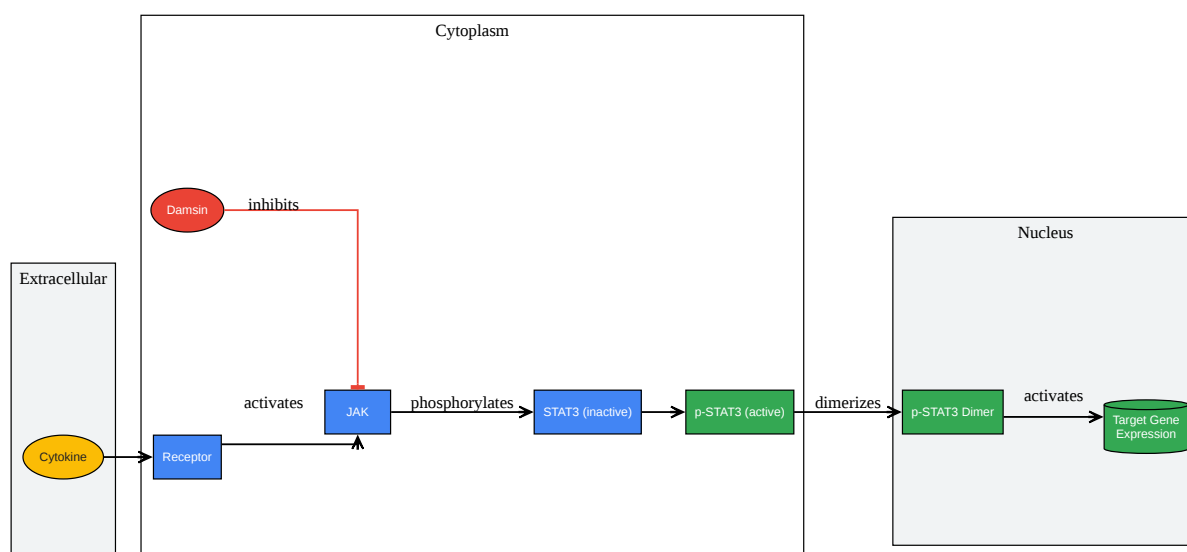 Cytoplasm
Damsin
inhibits
Nucleus
Extracellular
activates
JAK
phosphorylates
STAT3 (inactive)
p-STAT3 (active)
dimerizes
p-STAT3 Dimer
activates
Target Gene
Expression
Cytokine
Receptor